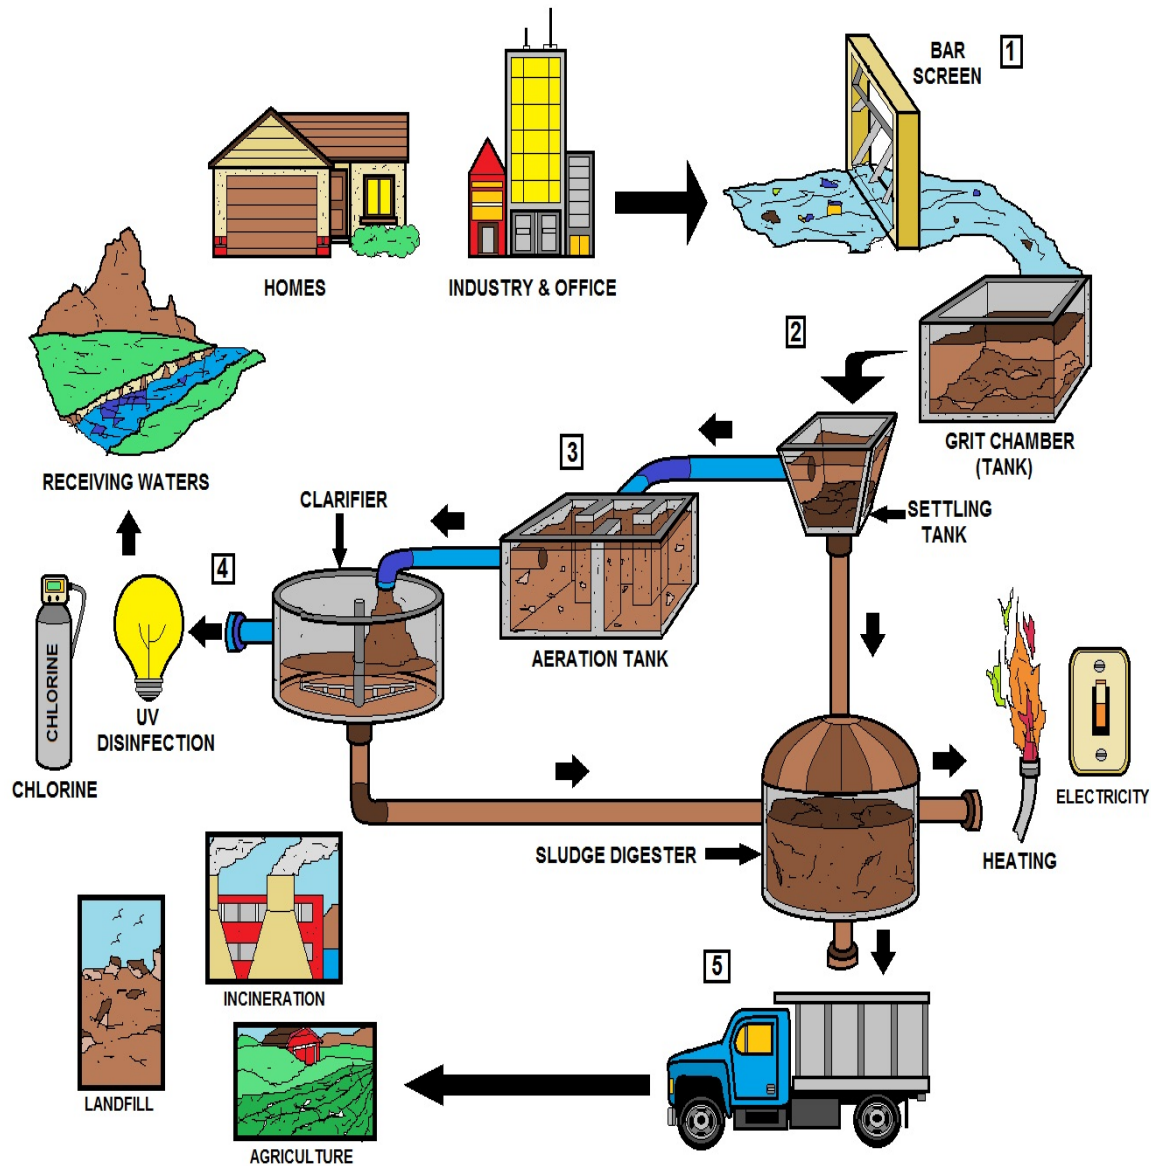 BAR
SCREEN
1
HOMES
INDUSTRY & OFFICE
2
GRIT CHAMBER
(TANK)
RECEIVING WATERS
3
SETTLING
TANK
CLARIFIER
4
AERATION TANK
CHLORINE
UV
DISINFECTION
CHLORINE
ELECTRICITY
HEATING
SLUDGE DIGESTER
5
INCINERATION
LANDFILL
AGRICULTURE